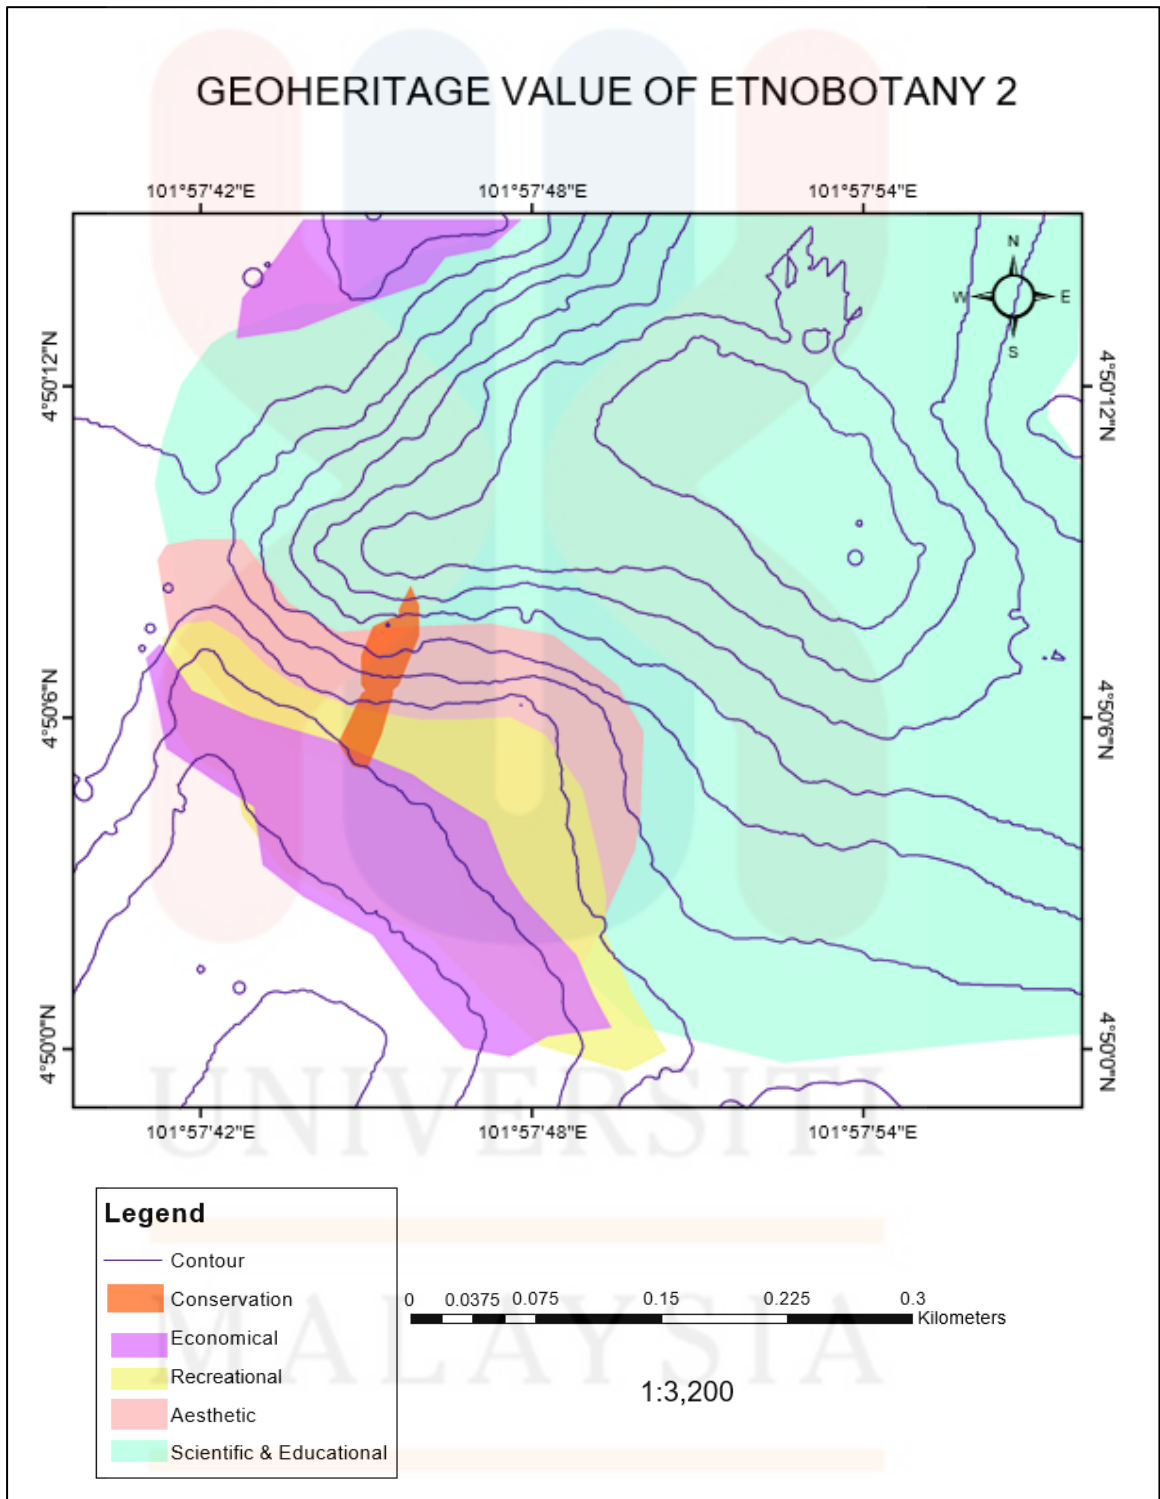 GEOHERITAGE VALUE OF ETNOBOTANY 2
101°57'42"E 101°57'48"E 101°57'54"E
N
W E
S
4°50'12"N 4°50'12"N
4°50'6"N 4°50'6"N
4°50'0"N 4°50'0"N
101°57'42"E 101°57'48"E 101°57'54"E
UNIVERSITI
Legend
Contour
Conservation
Economical
Recreational
Aesthetic
Scientific & Educational
0 0.0375 0.075 0.15 0.225 0.3
Kilometers
MALAYSIA
1:3,200